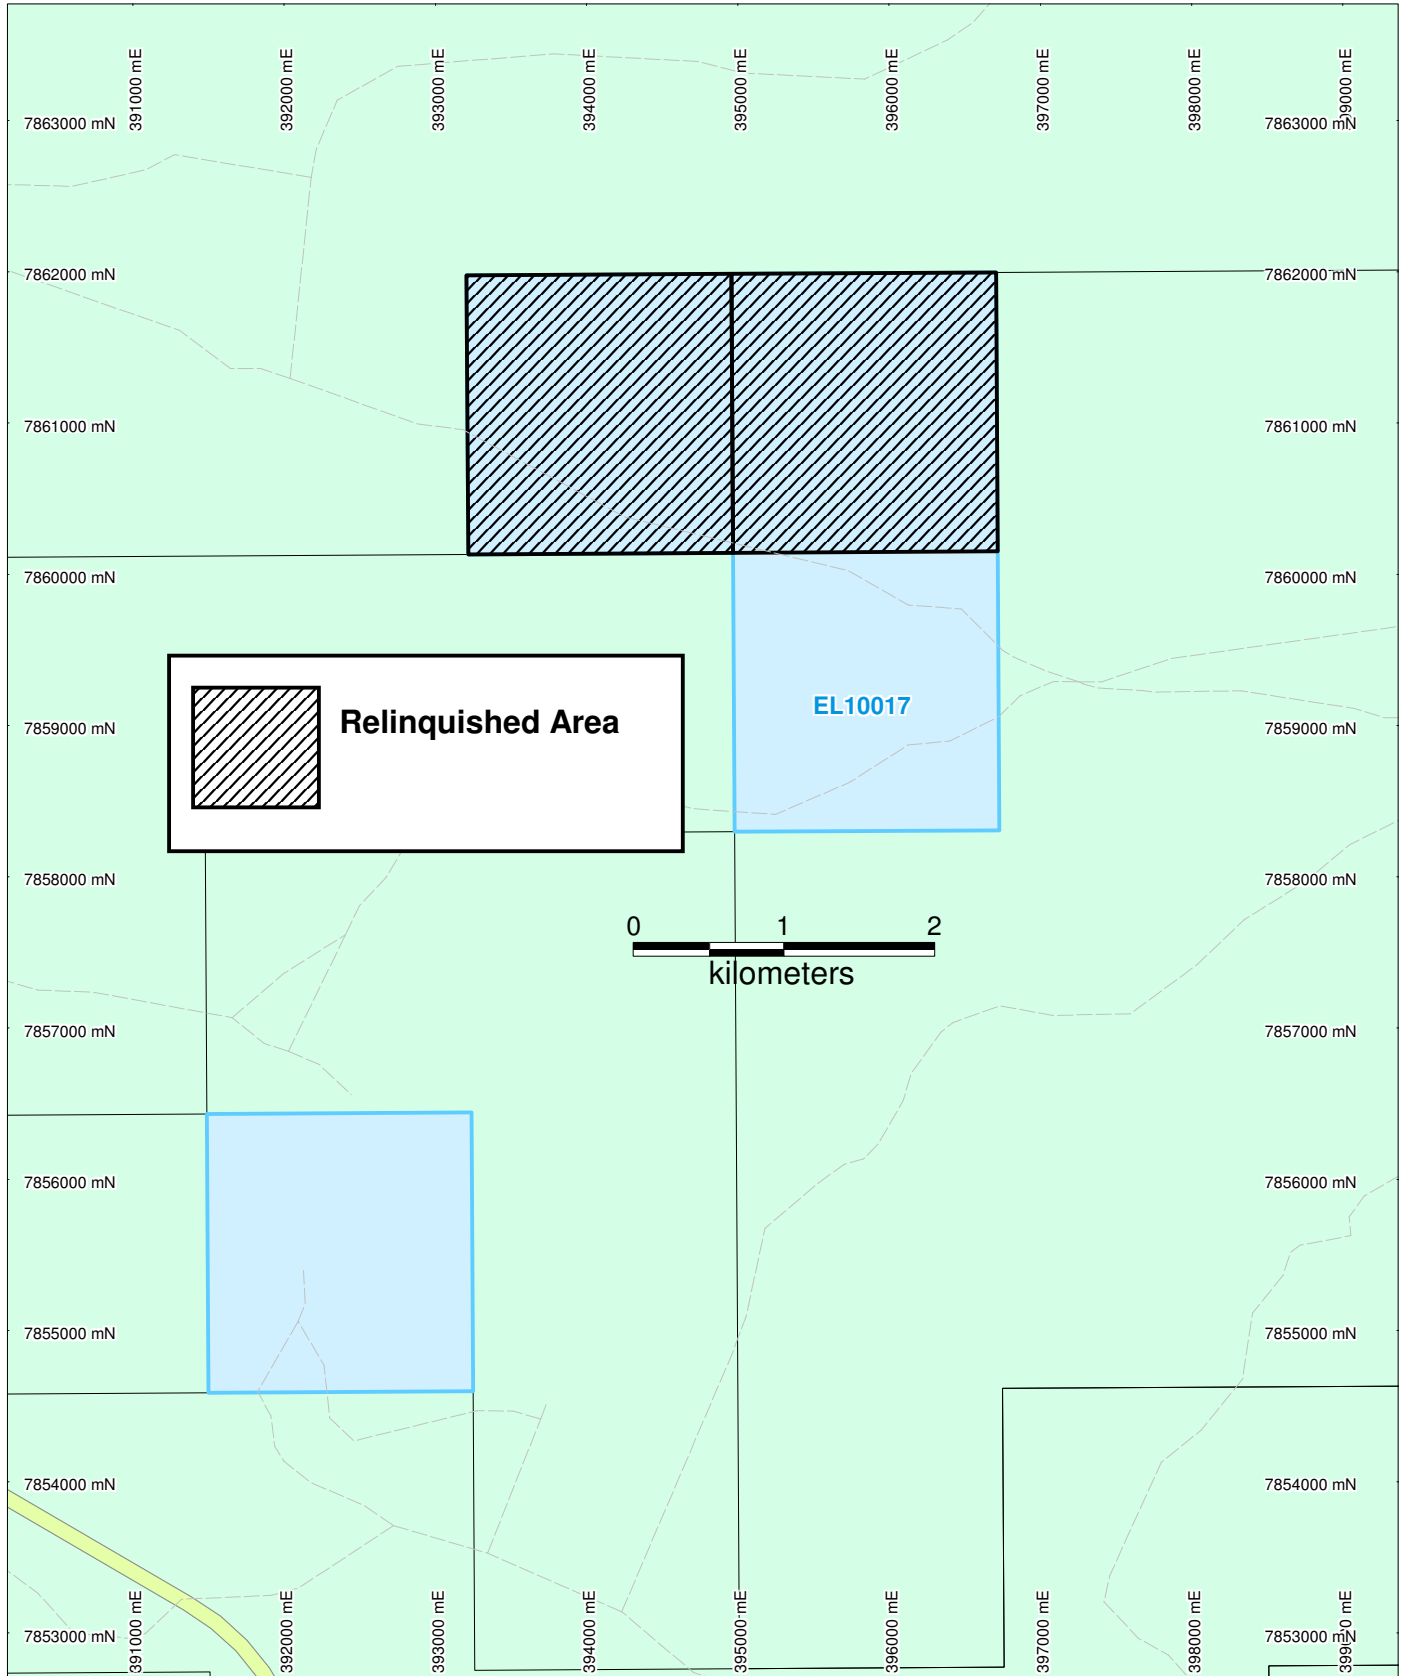 391000 mE
392000 mE
393000 mE
394000 mE
395000 mE
396000 mE
397000 mE
398000 mE
7863000 mN
7863000 mN
7862000 mN
7862000 mN
7861000 mN
7861000 mN
7860000 mN
7860000 mN
EL10017
Relinquished Area
7859000 mN
7859000 mN
7858000 mN
7858000 mN
0 1 2
kilometers
7857000 mN
7857000 mN
7856000 mN
7856000 mN
7855000 mN
7855000 mN
7854000 mN
7854000 mN
391000 mE
392000 mE
393000 mE
394000 mE
395000 mE
396000 mE
397000 mE
398000 mE
7853000 mN
7853000 mN